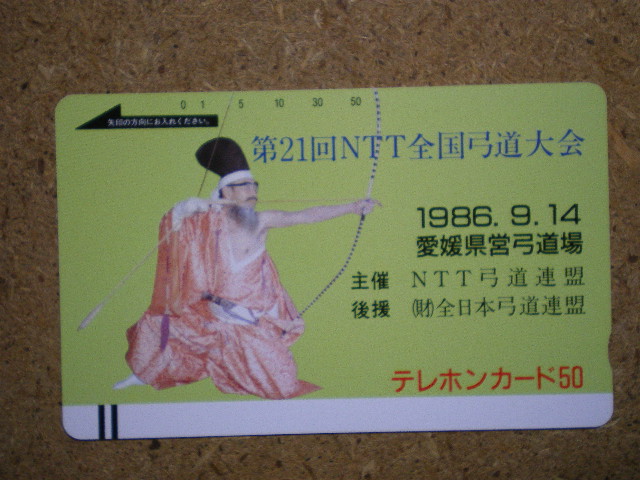 0 1 5 10 30 50
矢印の方向にお入れください。
第21回NTT全国弓道大会
1986. 9. 14
愛媛県営弓道場
主催 NTT弓道連盟
後援 (財)全日本弓道連盟
テレホンカード50